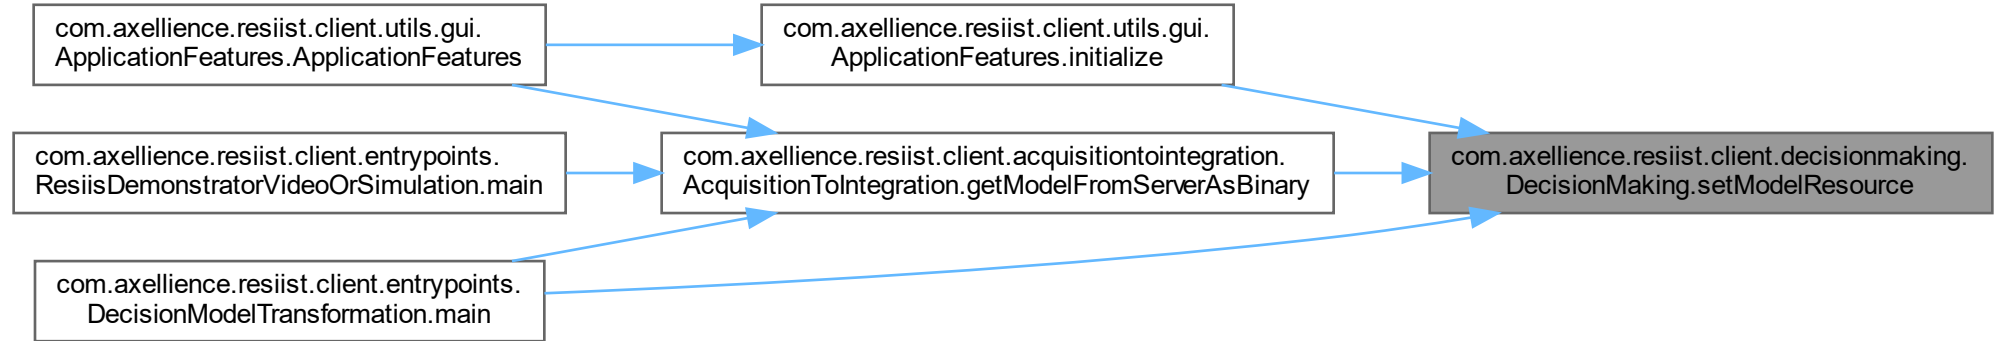 com.axellience.resiist.client.utils.gui.
ApplicationFeatures.ApplicationFeatures
com.axellience.resiist.client.utils.gui.
ApplicationFeatures.initialize
com.axellience.resiist.client.entrypoints.
ResiisDemonstratorVideoOrSimulation.main
com.axellience.resiist.client.acquisitiontointegration.
AcquisitionToIntegration.getModelFromServerAsBinary
com.axellience.resiist.client.decisionmaking.
DecisionMaking.setModelResource
com.axellience.resiist.client.entrypoints.
DecisionModelTransformation.main